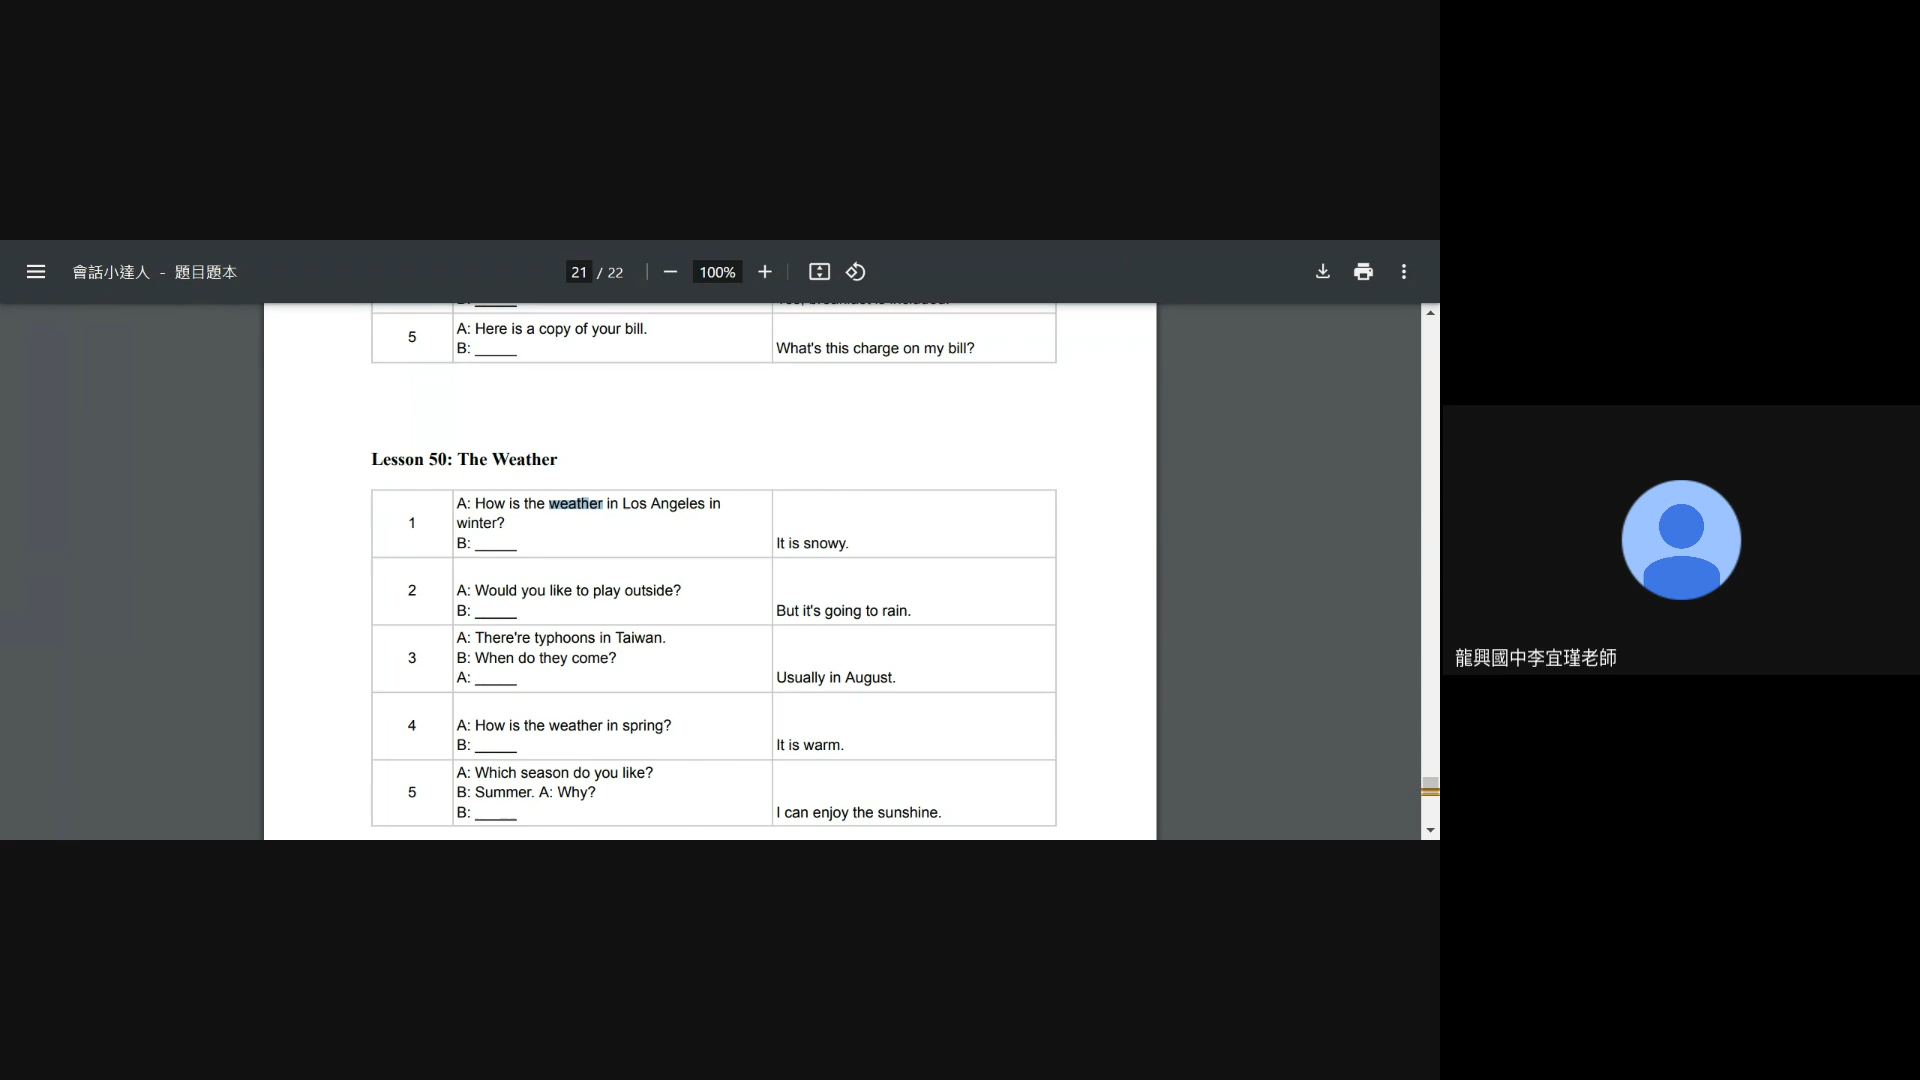 會話小達人 - 題目題本
21 / 22
100%
5
A: Here is a copy of your bill.
B: _____
What's this charge on my bill?
Lesson 50: The Weather
1
A: How is the weather in Los Angeles in
winter?
B: _____
It is snowy.
2
A: Would you like to play outside?
B: _____
But it's going to rain.
3
A: There're typhoons in Taiwan.
B: When do they come?
A: _____
Usually in August.
4
A: How is the weather in spring?
B: _____
It is warm.
5
A: Which season do you like?
B: Summer. A: Why?
B: _____
I can enjoy the sunshine.
龍興國中李宜瑾老師